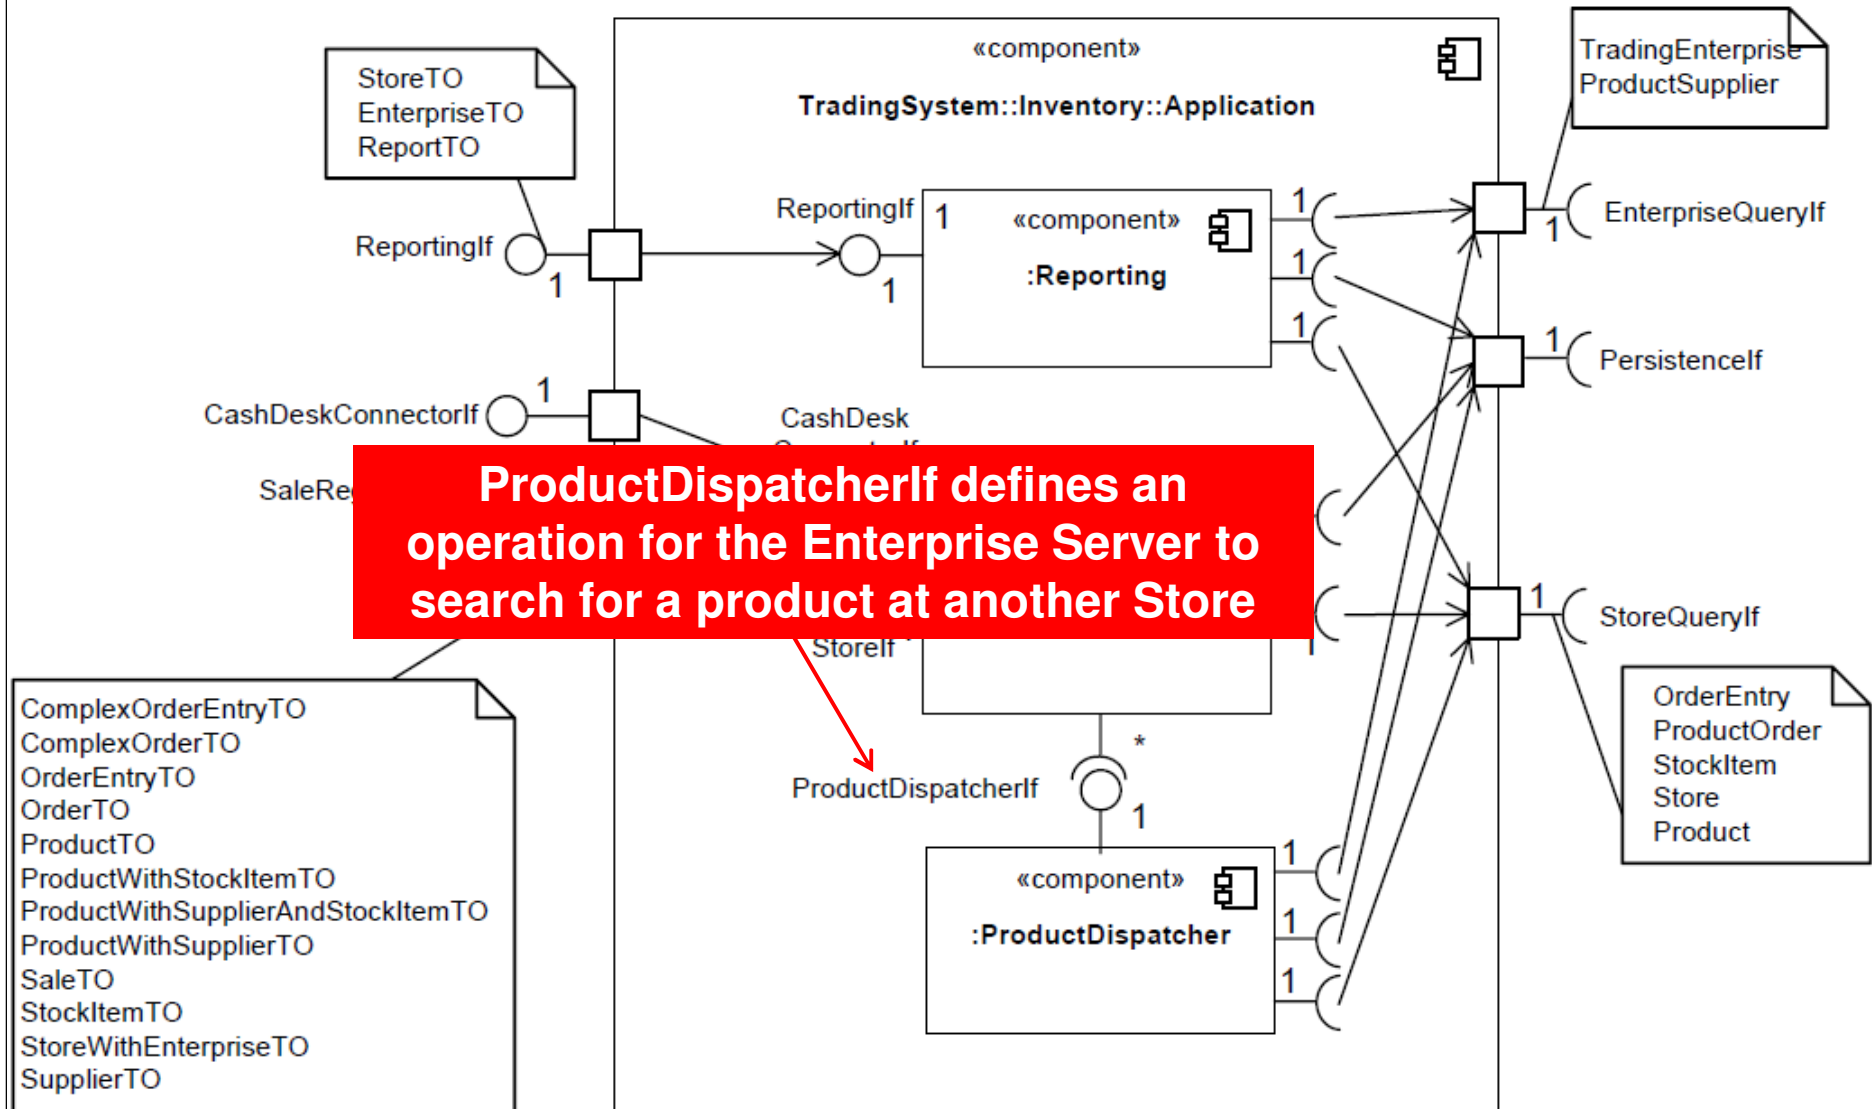 «component»
TradingSystem::Inventory::Application
StoreTO
EnterpriseTO
ReportTO
TradingEnterprise
ProductSupplier
ReportingIf
1
ReportingIf
1
1
«component»
:Reporting
1
1
1
1
EnterpriseQueryIf
1
PersistenceIf
CashDeskConnectorIf
1
CashDesk
ProductDispatcherIf defines an
operation for the Enterprise Server to
search for a product at another Store
StoreIf
1
StoreQueryIf
OrderEntry
ProductOrder
StockItem
Store
Product
*
ProductDispatcherIf
1
«component»
:ProductDispatcher
1
1
1
ComplexOrderEntryTO
ComplexOrderTO
OrderEntryTO
OrderTO
ProductTO
ProductWithStockItemTO
ProductWithSupplierAndStockItemTO
ProductWithSupplierTO
SaleTO
StockItemTO
StoreWithEnterpriseTO
SupplierTO